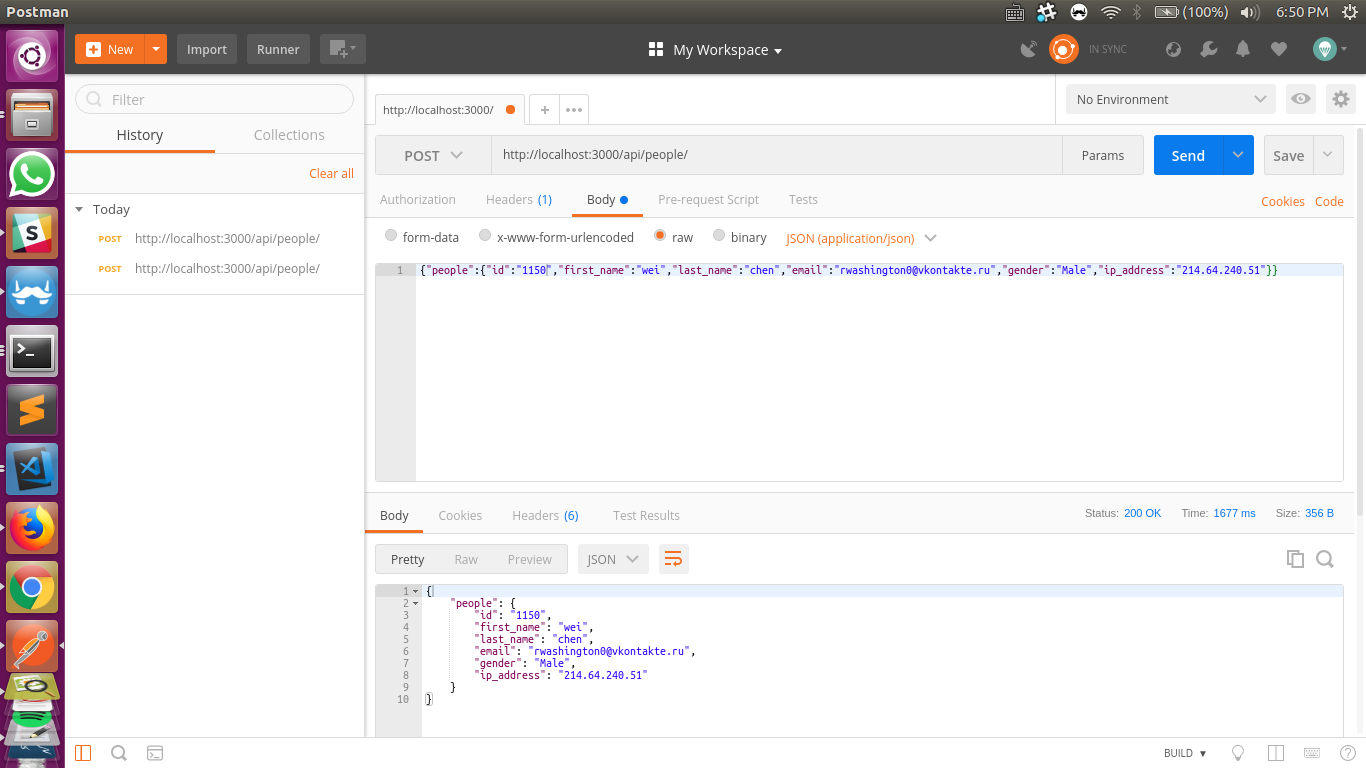 Postman
(100%) 6:50 PM
New Import Runner My Workspace IN SYNC
Filter
History Collections
Clear all
Today
POST http://localhost:3000/api/people/
POST http://localhost:3000/api/people/
http://localhost:3000/ + ••• No Environment
POST http://localhost:3000/api/people/ Params Send Save
Authorization Headers (1) Body Pre-request Script Tests Cookies Code
form-data x-www-form-urlencoded raw binary JSON (application/json)
1 {"people":{"id":"1150","first_name":"wei","last_name":"chen","email":"rwashington0@vkontakte.ru","gender":"Male","ip_address":"214.64.240.51"}}
Body Cookies Headers (6) Test Results Status: 200 OK Time: 1677 ms Size: 356 B
Pretty Raw Preview JSON
1 {
2 "people": {
3 "id": "1150",
4 "first_name": "wei",
5 "last_name": "chen",
6 "email": "rwashington0@vkontakte.ru",
7 "gender": "Male",
8 "ip_address": "214.64.240.51"
9 }
10 }
BUILD